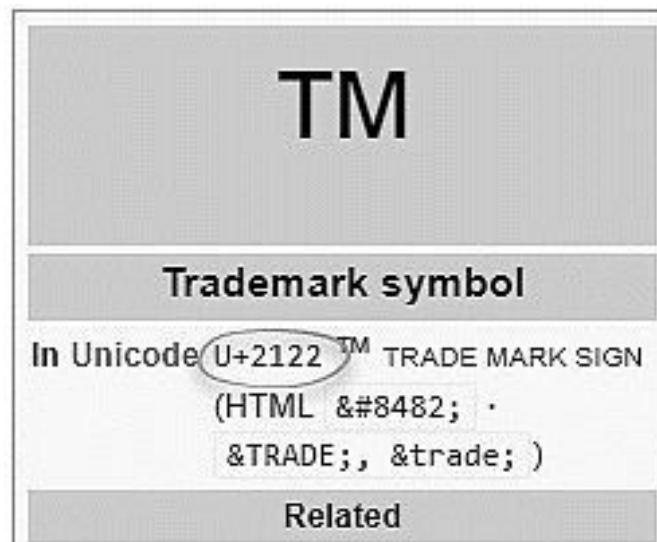 TM
Trademark symbol
In Unicode U+2122 ™ TRADE MARK SIGN
(HTML &#8482; ·
&TRADE;, &trade; )
Related